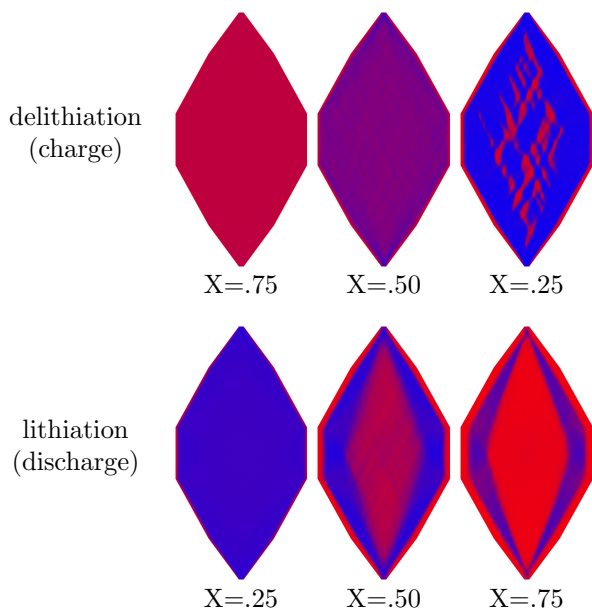 delithiation
(charge)
X=.75
X=.50
X=.25
lithiation
(discharge)
X=.25
X=.50
X=.75